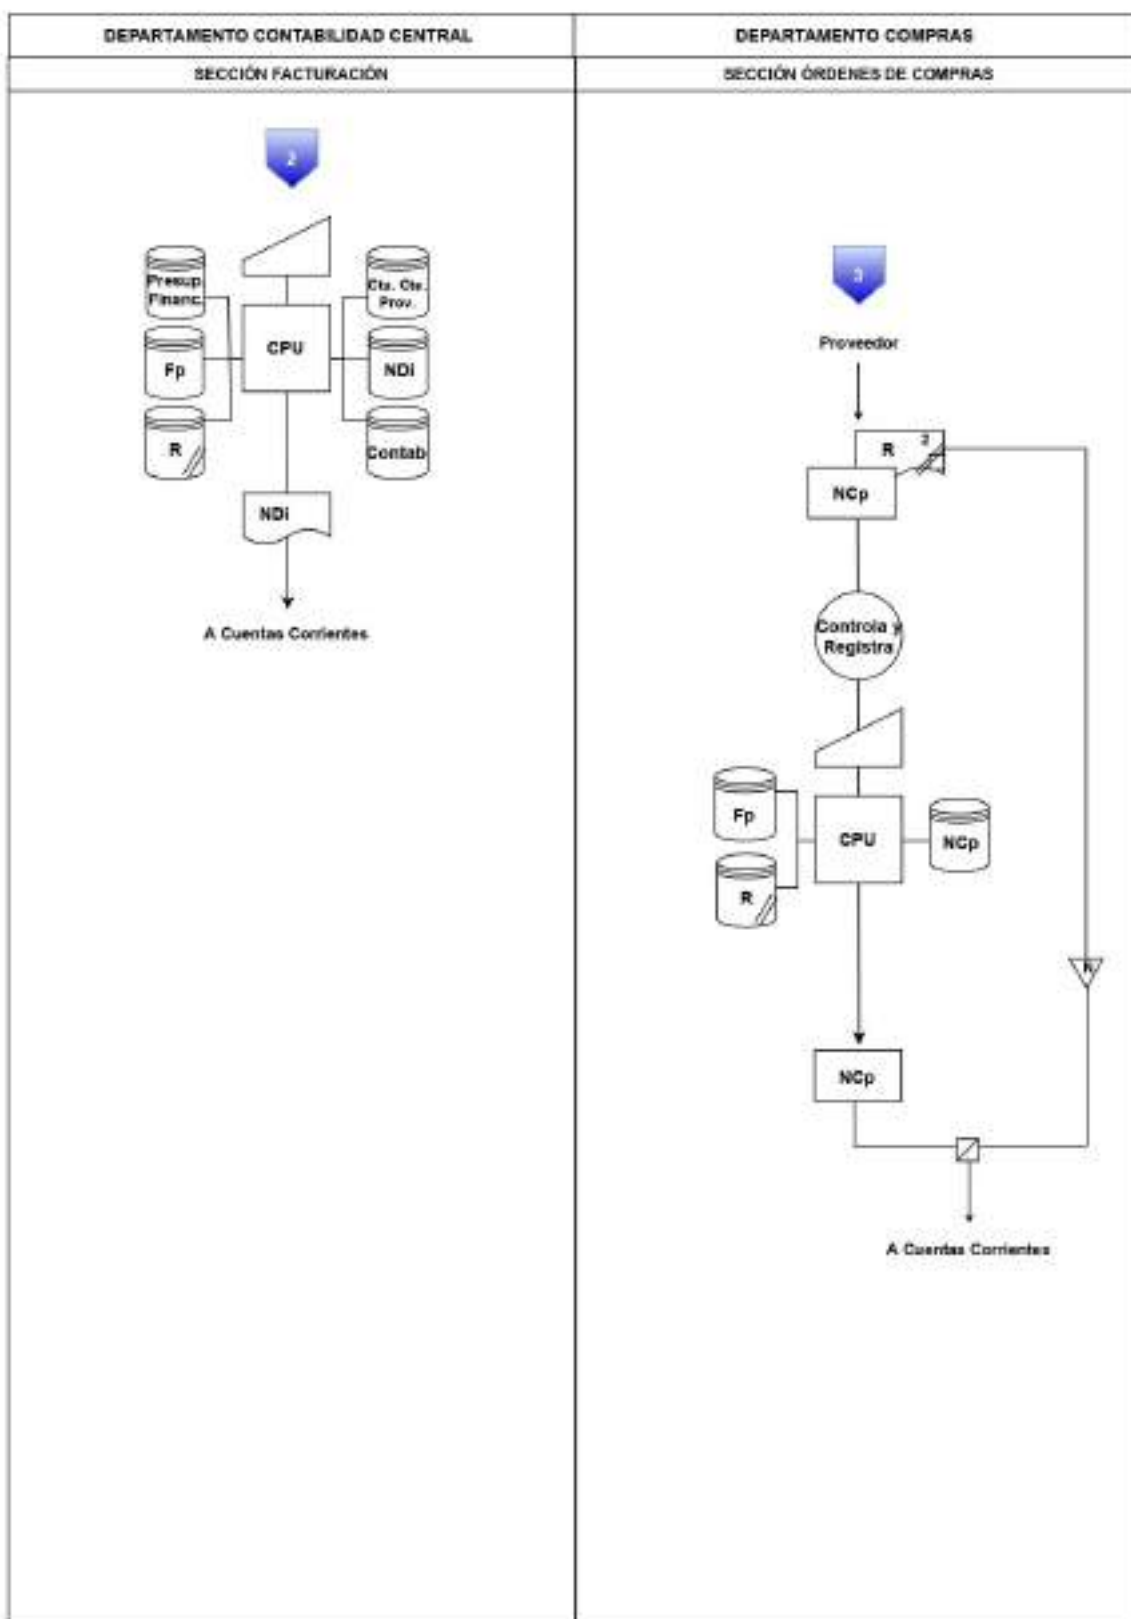 DEPARTAMENTO CONTABILIDAD CENTRAL
DEPARTAMENTO COMPRAS
SECCIÓN FACTURACIÓN
SECCIÓN ÓRDENES DE COMPRAS
2
Presup.
Financ.
Cta. Cte.
Prov.
CPU
Fp
NDi
R
Contab
NDi
A Cuentas Corrientes
3
Proveedor
R
2
NCp
Controla y
Registra
Fp
CPU
NCp
R
N
NCp
A Cuentas Corrientes